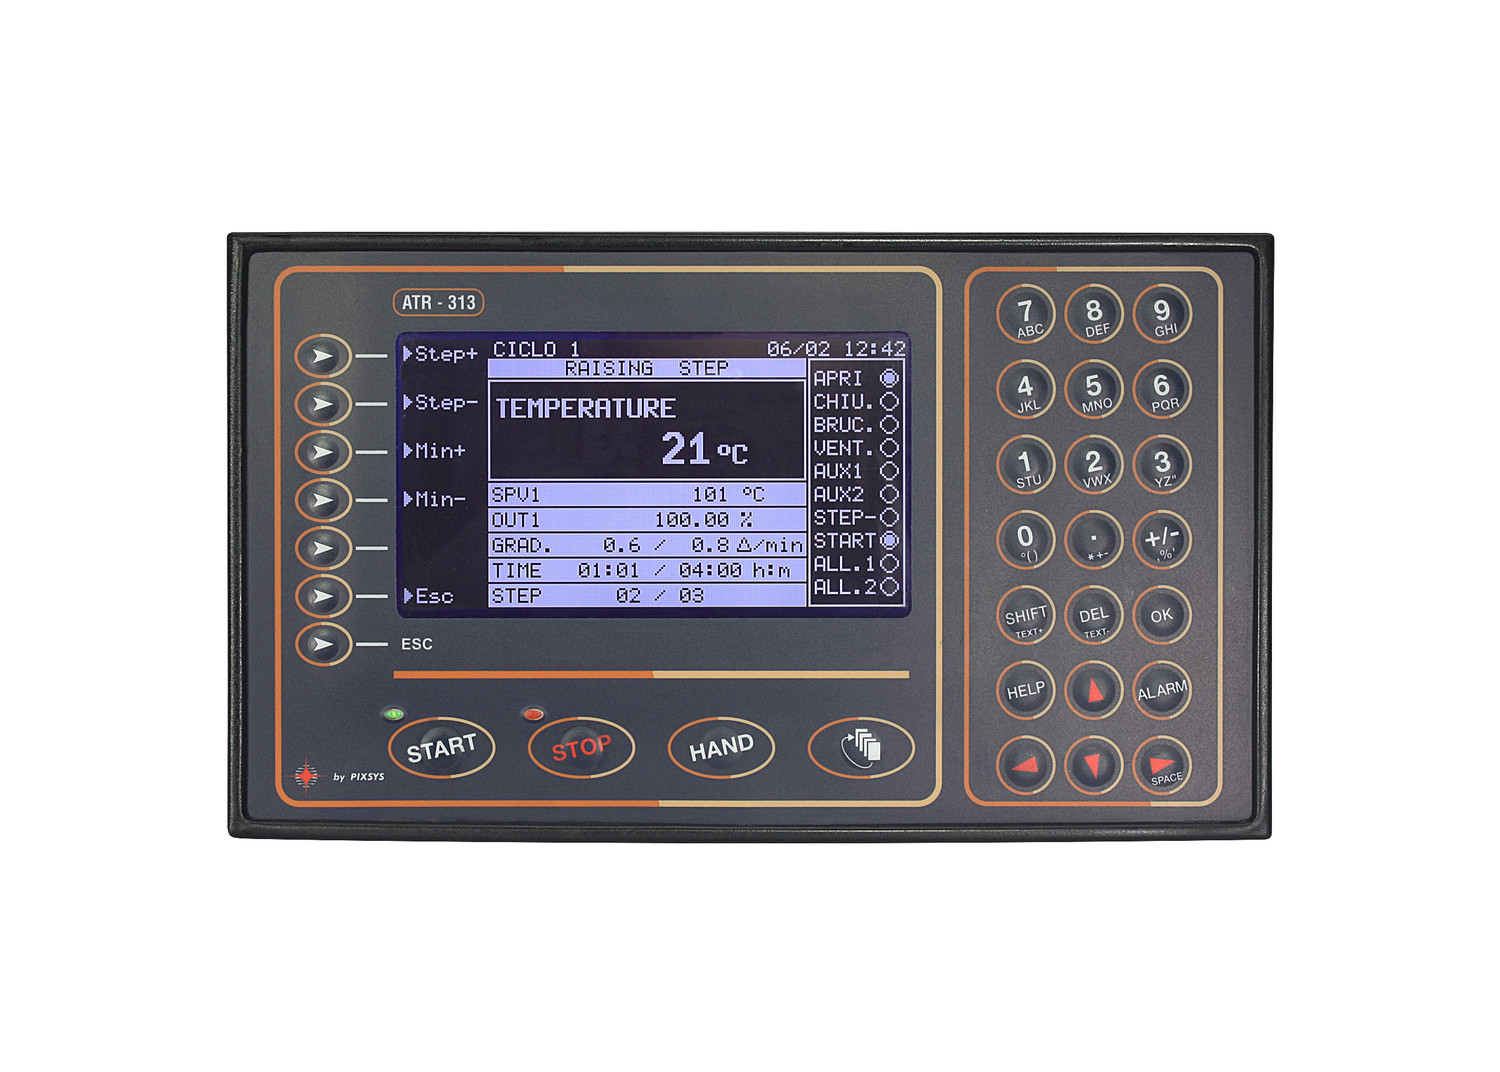 ATR - 313
Step+
Step-
Min+
Min-
Esc
ESC
CICLO 1 06/02 12:42
RAISING STEP
TEMPERATURE
21 ºC
SPV1 101 ºC
OUT1 100.00 %
GRAD. 0.6 / 0.8 Δ/min
TIME 01:01 / 04:00 h:m
STEP 02 / 03
APRI
CHIU.
BRUC.
VENT.
AUX1
AUX2
STEP-
START
ALL.1
ALL.2
START STOP HAND
by PIXSYS
7 8 9
ABC DEF GHI
4 5 6
JKL MNO PQR
1 2 3
STU VWX YZ"
0 . +/-
°() *+- ,%'
SHIFT DEL OK
TEXT+ TEXT-
HELP ALARM
SPACE